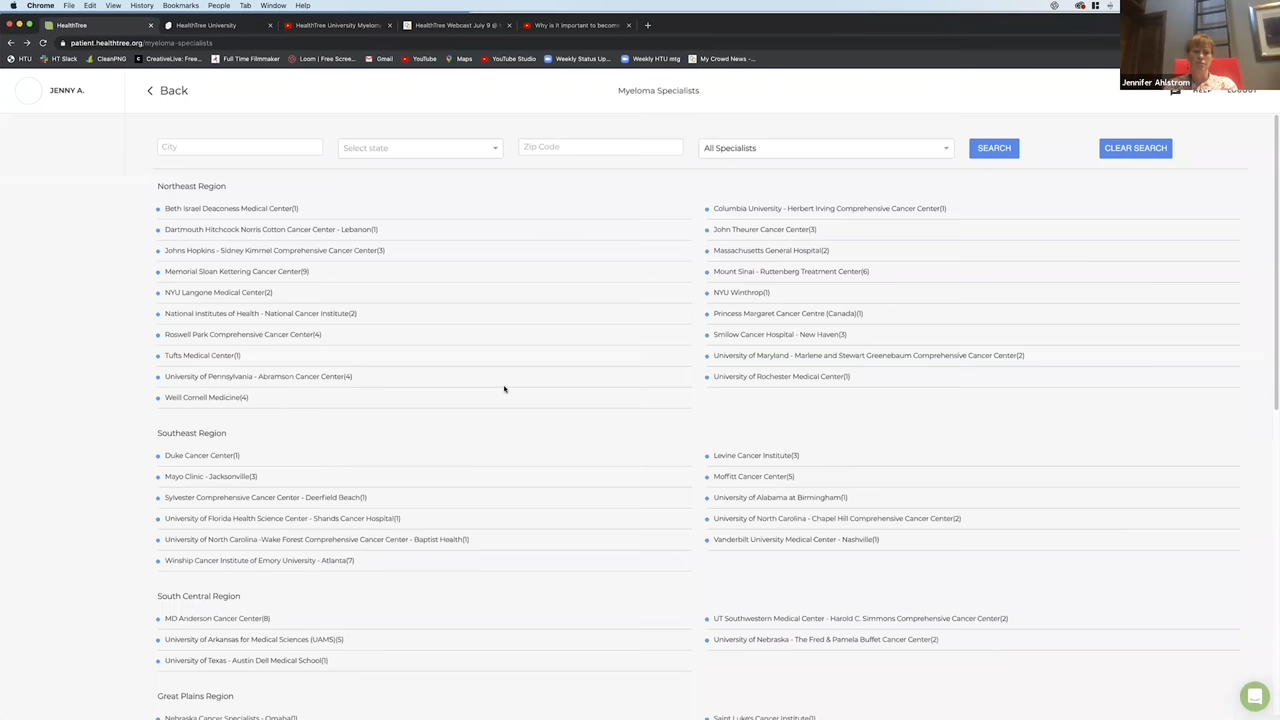 Chrome File Edit View History Bookmarks People Tab Window Help
HealthTree
HealthTree University
HealthTree University Myelom
HealthTree Webcast July 9 @
Why is it important to become
patient.healthtree.org/myeloma-specialists
HTU
HT Slack
CleanPNG
CreativeLive: Free...
Full Time Filmmaker
Loom | Free Scree...
Gmail
YouTube
Maps
YouTube Studio
Weekly Status Up...
Weekly HTU mtg
My Crowd News -...
Jennifer Ahlstrom
JENNY A.
Back
Myeloma Specialists
HELP
LOGOUT
City
Select state
Zip Code
All Specialists
SEARCH
CLEAR SEARCH
Northeast Region
Beth Israel Deaconess Medical Center(1)
Columbia University - Herbert Irving Comprehensive Cancer Center(1)
Dartmouth Hitchcock Norris Cotton Cancer Center - Lebanon(1)
John Theurer Cancer Center(3)
Johns Hopkins - Sidney Kimmel Comprehensive Cancer Center(3)
Massachusetts General Hospital(2)
Memorial Sloan Kettering Cancer Center(9)
Mount Sinai - Ruttenberg Treatment Center(6)
NYU Langone Medical Center(2)
NYU Winthrop(1)
National Institutes of Health - National Cancer Institute(2)
Princess Margaret Cancer Centre (Canada)(1)
Roswell Park Comprehensive Cancer Center(4)
Smilow Cancer Hospital - New Haven(3)
Tufts Medical Center(1)
University of Maryland - Marlene and Stewart Greenebaum Comprehensive Cancer Center(2)
University of Pennsylvania - Abramson Cancer Center(4)
University of Rochester Medical Center(1)
Weill Cornell Medicine(4)
Southeast Region
Duke Cancer Center(1)
Levine Cancer Institute(3)
Mayo Clinic - Jacksonville(3)
Moffitt Cancer Center(5)
Sylvester Comprehensive Cancer Center - Deerfield Beach(1)
University of Alabama at Birmingham(1)
University of Florida Health Science Center - Shands Cancer Hospital(1)
University of North Carolina - Chapel Hill Comprehensive Cancer Center(2)
University of North Carolina -Wake Forest Comprehensive Cancer Center - Baptist Health(1)
Vanderbilt University Medical Center - Nashville(1)
Winship Cancer Institute of Emory University - Atlanta(7)
South Central Region
MD Anderson Cancer Center(8)
UT Southwestern Medical Center - Harold C. Simmons Comprehensive Cancer Center(2)
University of Arkansas for Medical Sciences (UAMS)(5)
University of Nebraska - The Fred & Pamela Buffet Cancer Center(2)
University of Texas - Austin Dell Medical School(1)
Great Plains Region
Nebraska Cancer Specialists - Omaha(1)
Saint Luke's Cancer Institute(1)